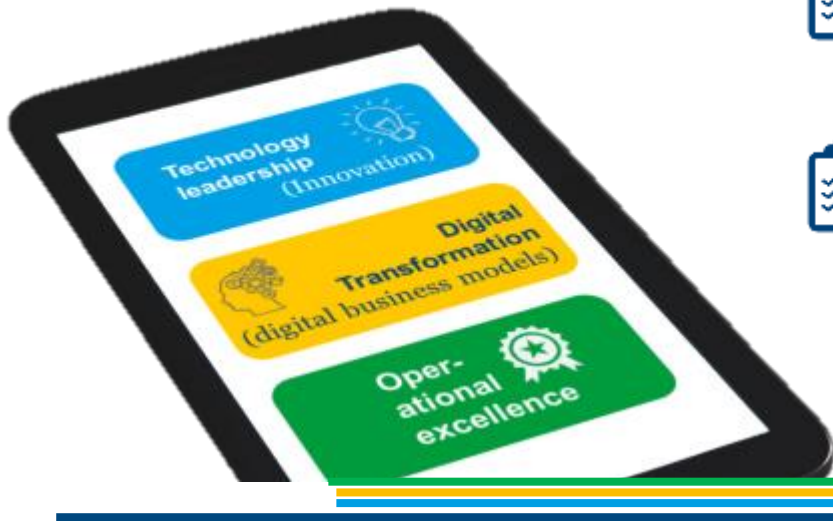 Technology
leadership
(Innovation)
Digital
Transformation
(digital business models)
Oper-
ational
excellence